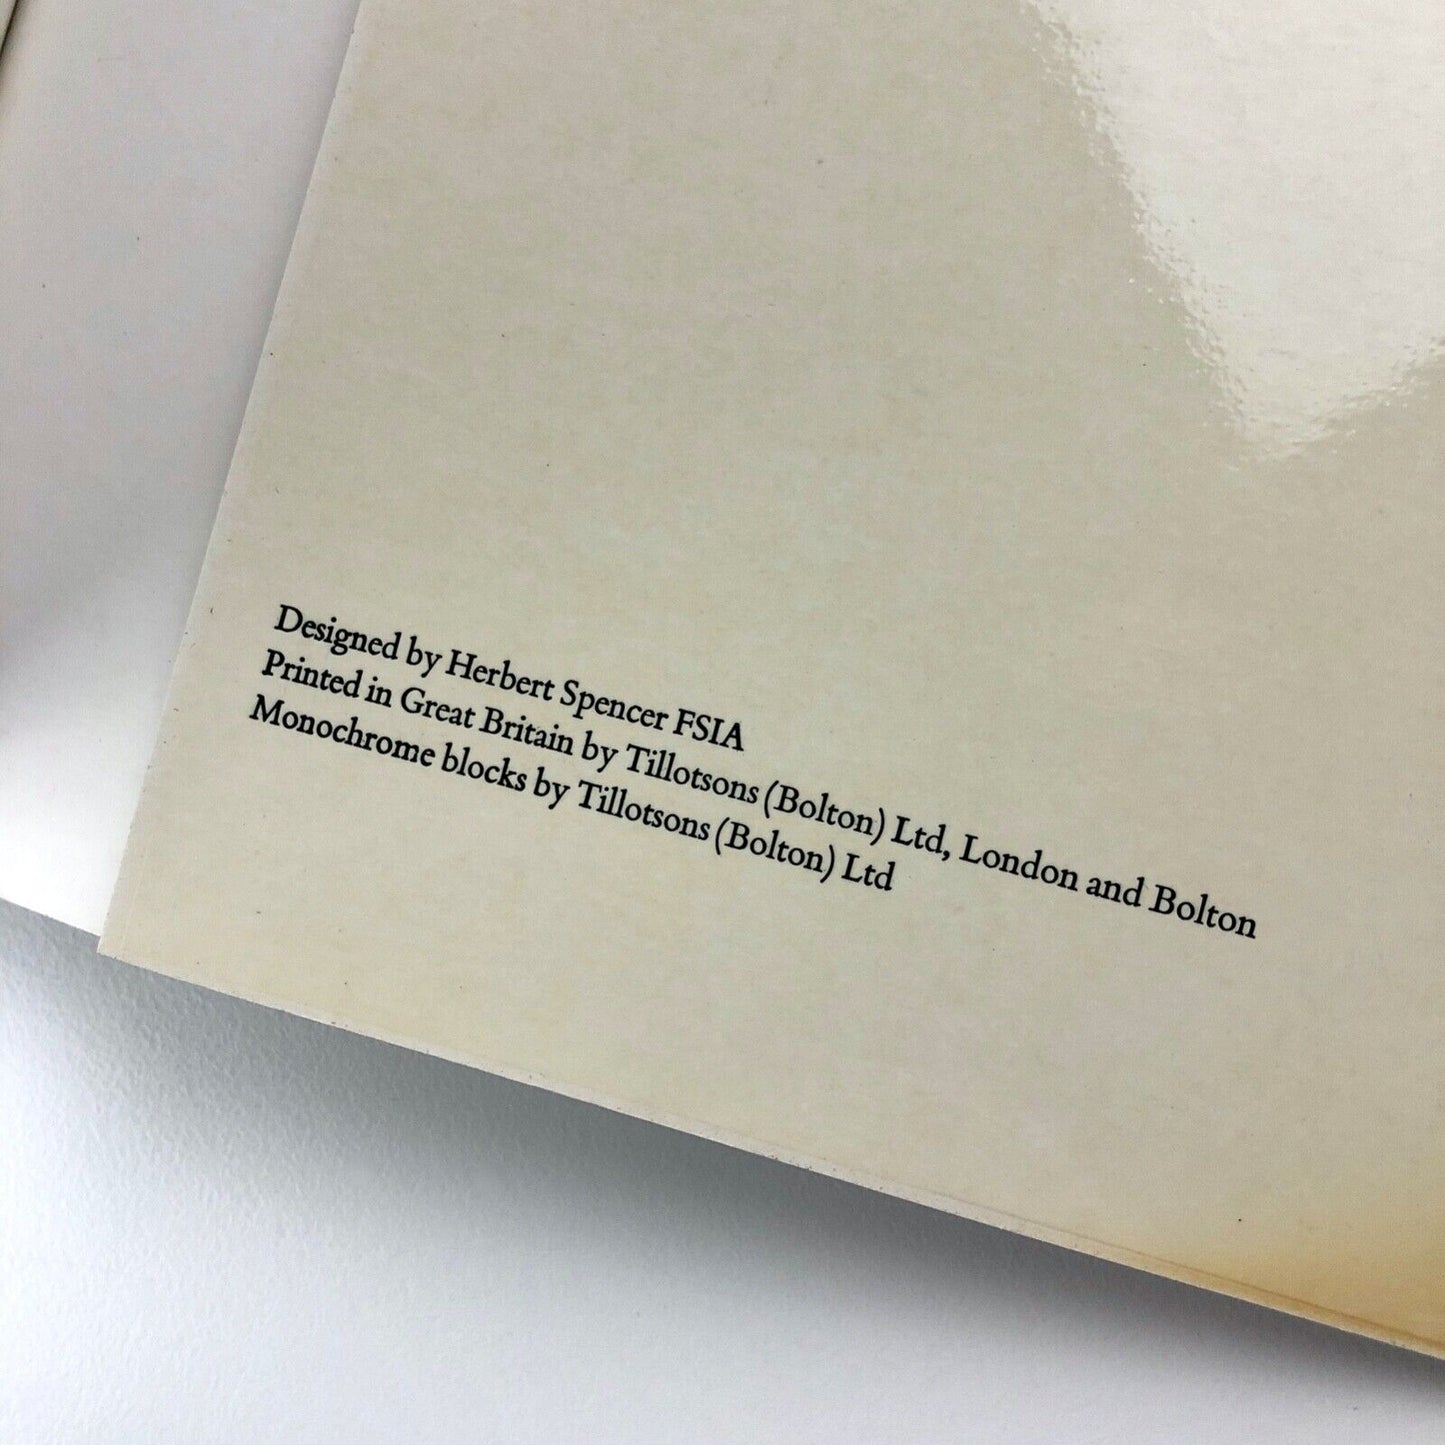 Designed by Herbert Spencer FSIA
Printed in Great Britain by Tillotsons (Bolton) Ltd, London and Bolton
Monochrome blocks by Tillotsons (Bolton) Ltd